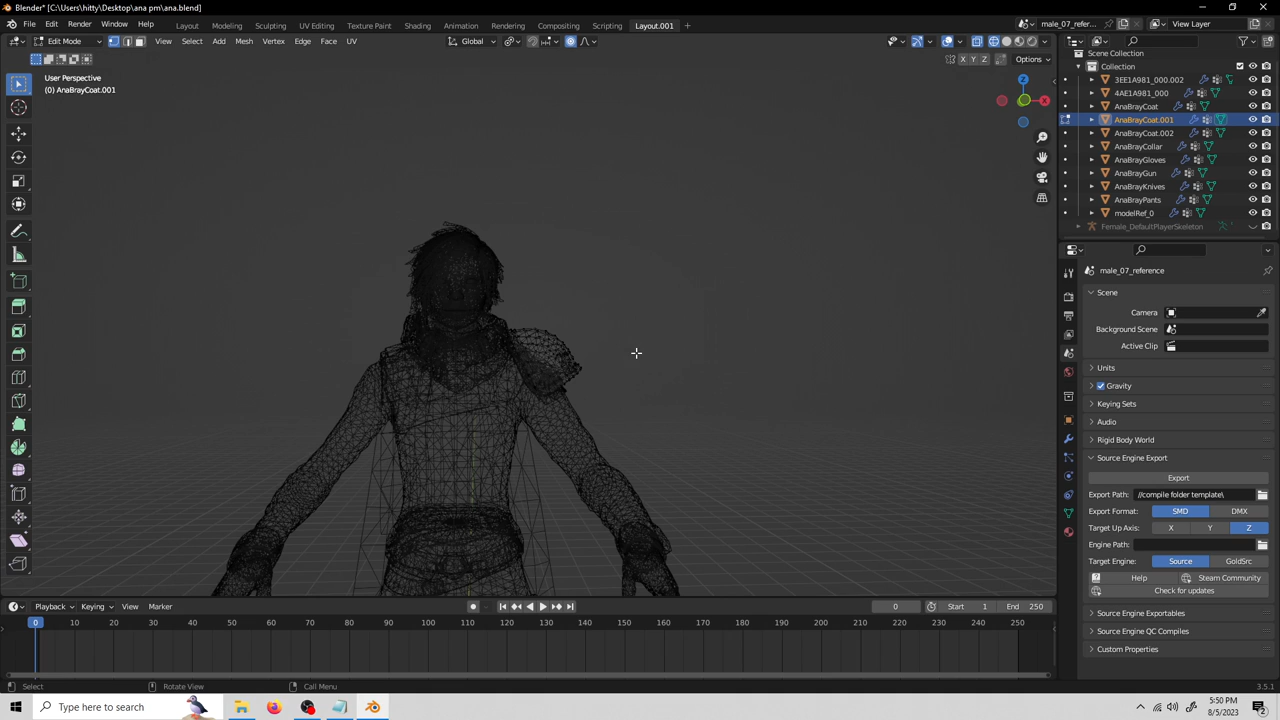 Blender* [C:\Users\hitty\Desktop\ana pm\ana.blend]
File Edit Render Window Help Layout Modeling Sculpting UV Editing Texture Paint Shading Animation Rendering Compositing Scripting Layout.001 + male_07_refer... View Layer
Edit Mode View Select Add Mesh Vertex Edge Face UV Global
X Y Z Options
User Perspective
(0) AnaBrayCoat.001
Z
X
Scene Collection
Collection
3EE1A981_000.002
4AE1A981_000
AnaBrayCoat
AnaBrayCoat.001
AnaBrayCoat.002
AnaBrayCollar
AnaBrayGloves
AnaBrayGun
AnaBrayKnives
AnaBrayPants
modelRef_0
Female_DefaultPlayerSkeleton
male_07_reference
Scene
Camera
Background Scene
Active Clip
Units
Gravity
Keying Sets
Audio
Rigid Body World
Source Engine Export
Export
Export Path: //compile folder template\
Export Format: SMD DMX
Target Up Axis: X Y Z
Engine Path:
Target Engine: Source GoldSrc
Help Steam Community
Check for updates
Source Engine Exportables
Source Engine QC Compiles
Custom Properties
Playback Keying View Marker 0 Start 1 End 250
0 10 20 30 40 50 60 70 80 90 100 110 120 130 140 150 160 170 180 190 200 210 220 230 240 250
Select Rotate View Call Menu 3.5.1
Type here to search
5:50 PM
8/5/2023
2